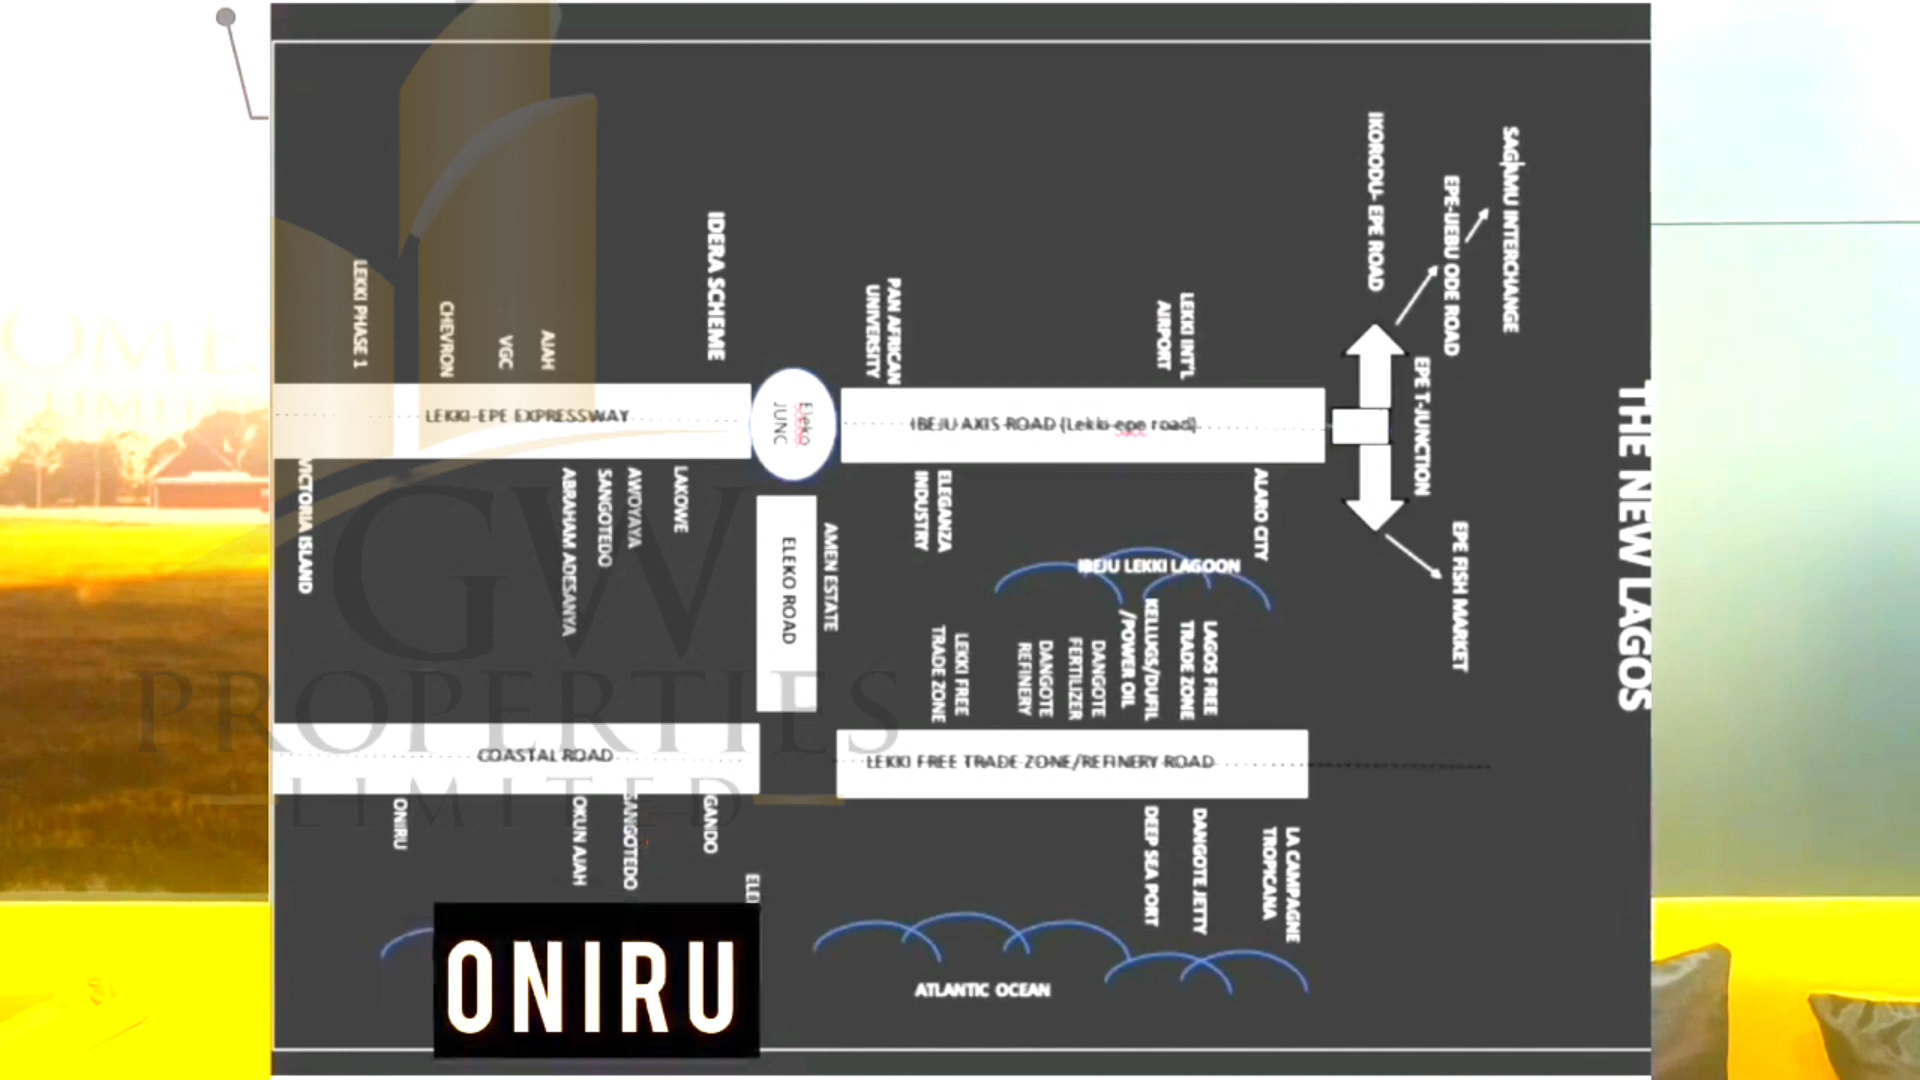 THE NEW LAGOS
SAGAMU INTERCHANGE
EPE-IJEBU ODE ROAD
IKORODU- EPE ROAD
EPE T-JUNCTION
EPE FISH MARKET
LEKKI PHASE 1
CHEVRON
VGC
AJAH
IDERA SCHEME
PAN AFRICAN
UNIVERSITY
LEKKI INT'L
AIRPORT
LEKKI-EPE EXPRESSWAY
Eleko
JUNC
IBEJU AXIS ROAD (Lekki-epe road)
VICTORIA ISLAND
ABRAHAM ADESANYA
SANGOTEDO
AWOYAYA
LAKOWE
ELEKO ROAD
AMEN ESTATE
ELEGANZA
INDUSTRY
ALARO CITY
IBEJU LEKKI LAGOON
LEKKI FREE
TRADE ZONE
DANGOTE
REFINERY
DANGOTE
FERTILIZER
KELLUGS/DUFIL
/POWER OIL
LAGOS FREE
TRADE ZONE
COASTAL ROAD
LEKKI FREE TRADE ZONE/REFINERY ROAD
ONIRU
OKUN AJAH
SANGOTEDO
GANDO
DEEP SEA PORT
DANGOTE JETTY
LA CAMPAGNE
TROPICANA
ATLANTIC OCEAN
ONIRU
GW
PROPERTIES
LIMITED